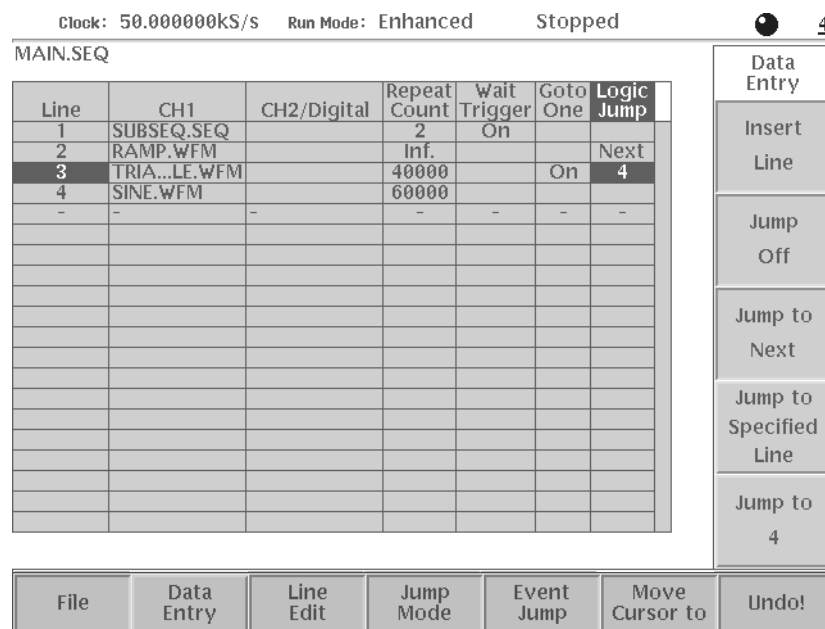 Clock: 50.000000kS/s Run Mode: Enhanced Stopped
MAIN.SEQ
Line CH1 CH2/Digital Repeat Count Wait Trigger Goto One Logic Jump
1 SUBSEQ.SEQ 2 On
2 RAMP.WFM Inf. Next
3 TRIA...LE.WFM 40000 On 4
4 SINE.WFM 60000
- - - - - - -
Data
Entry
Insert
Line
Jump
Off
Jump to
Next
Jump to
Specified
Line
Jump to
4
File Data Entry Line Edit Jump Mode Event Jump Move Cursor to Undo!